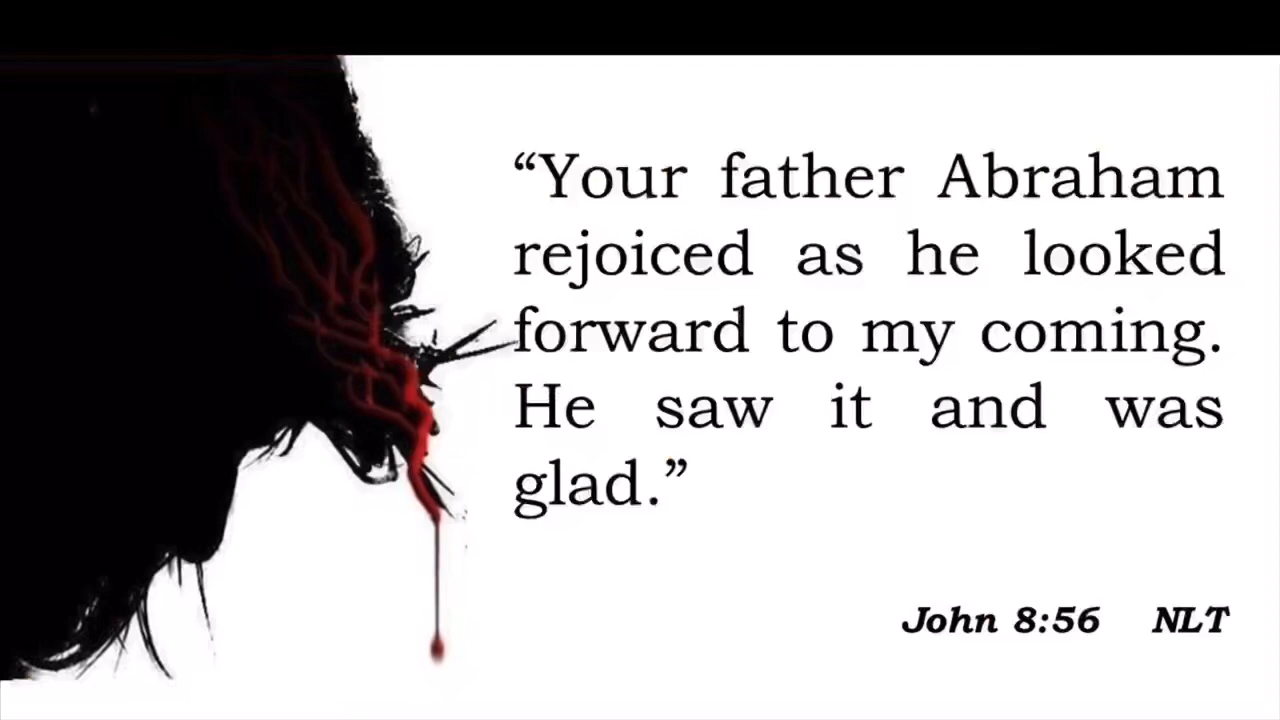 “Your father Abraham
rejoiced as he looked
forward to my coming.
He saw it and was
glad.”
John 8:56 NLT